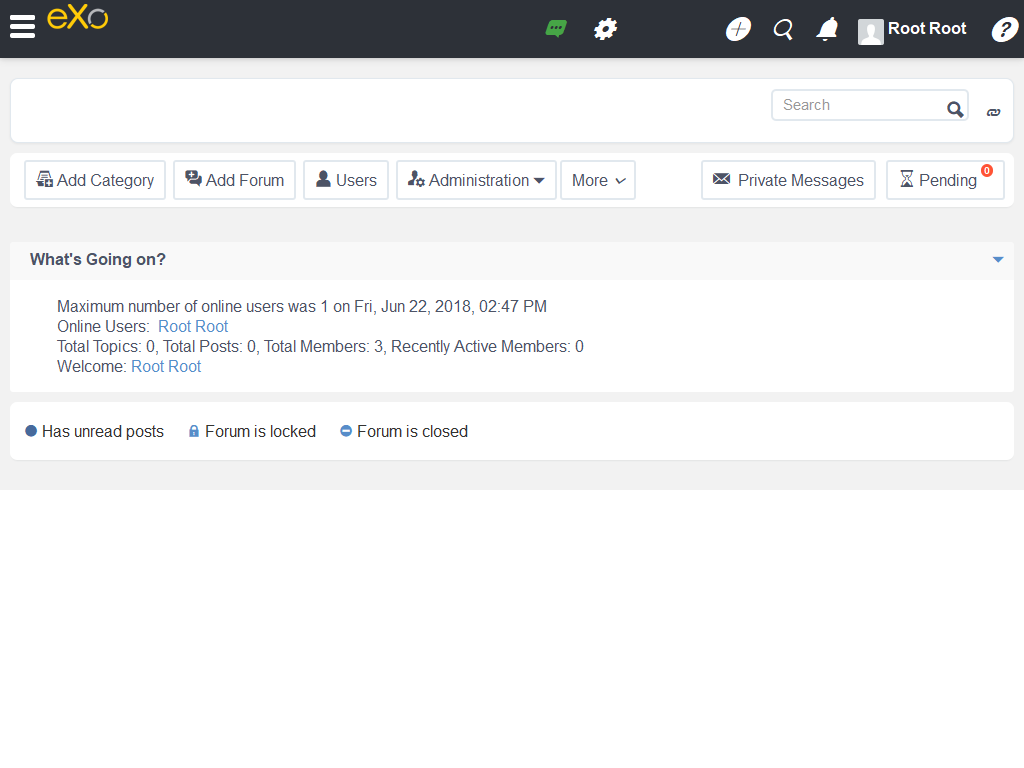 eXo
Root Root
?
Search
Add Category
Add Forum
Users
Administration
More
Private Messages
Pending
0
What's Going on?
Maximum number of online users was 1 on Fri, Jun 22, 2018, 02:47 PM
Online Users: Root Root
Total Topics: 0, Total Posts: 0, Total Members: 3, Recently Active Members: 0
Welcome: Root Root
Has unread posts
Forum is locked
Forum is closed